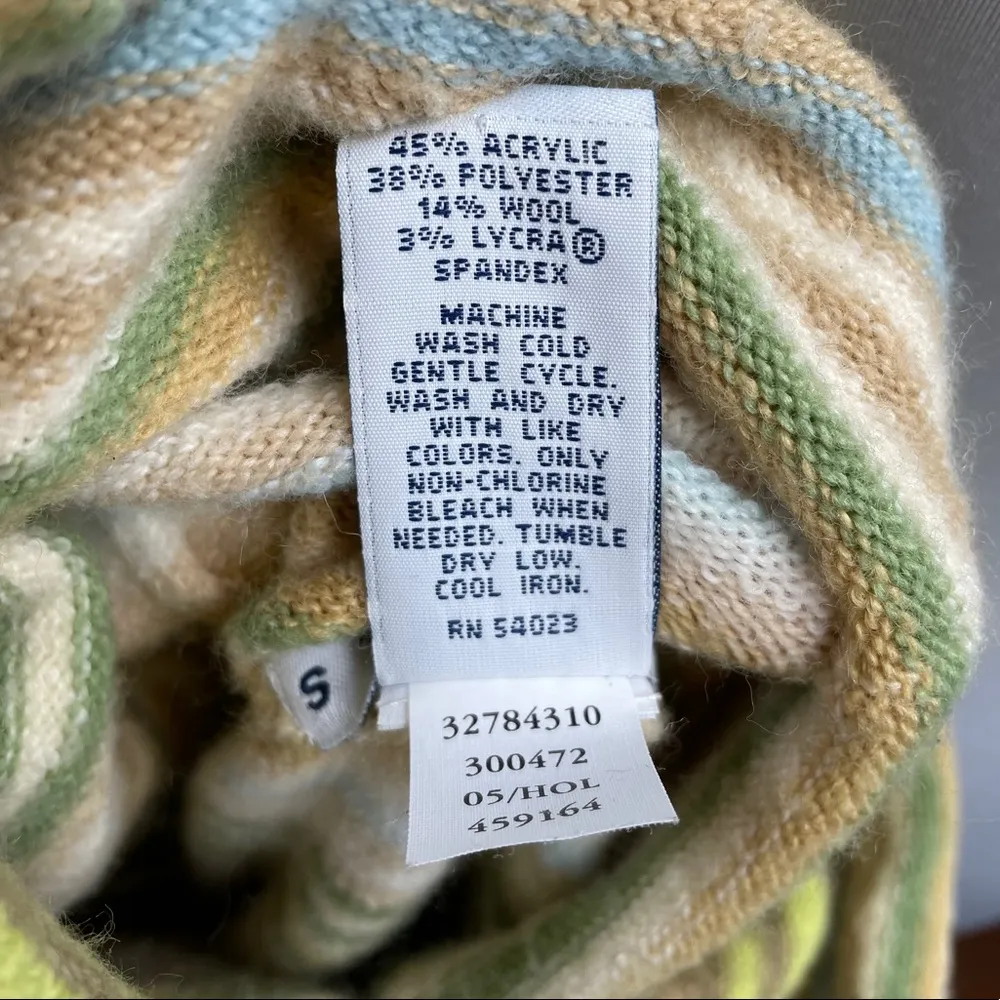 45% ACRYLIC
38% POLYESTER
14% WOOL
3% LYCRA®
SPANDEX
MACHINE
WASH COLD
GENTLE CYCLE.
WASH AND DRY
WITH LIKE
COLORS. ONLY
NON-CHLORINE
BLEACH WHEN
NEEDED. TUMBLE
DRY LOW.
COOL IRON.
RN 54023
S
32784310
300472
05/HOL
459164